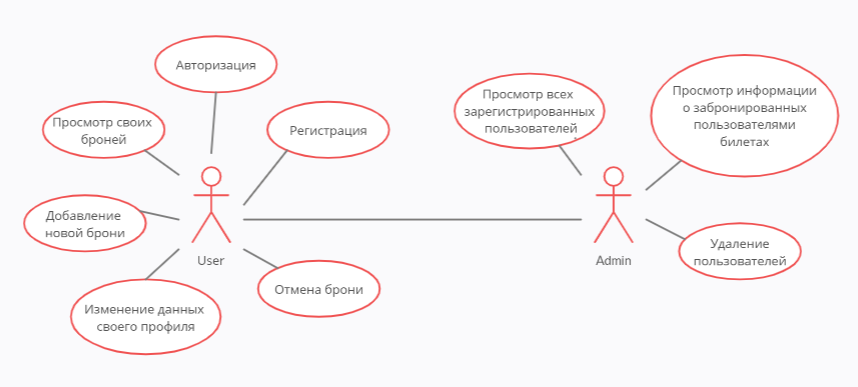 Авторизация
Просмотр своих
броней
Регистрация
Добавление
новой брони
User
Изменение данных
своего профиля
Отмена брони
Просмотр всех
зарегистрированных
пользователей
Просмотр информации
о забронированных
пользователями
билетах
Admin
Удаление
пользователей